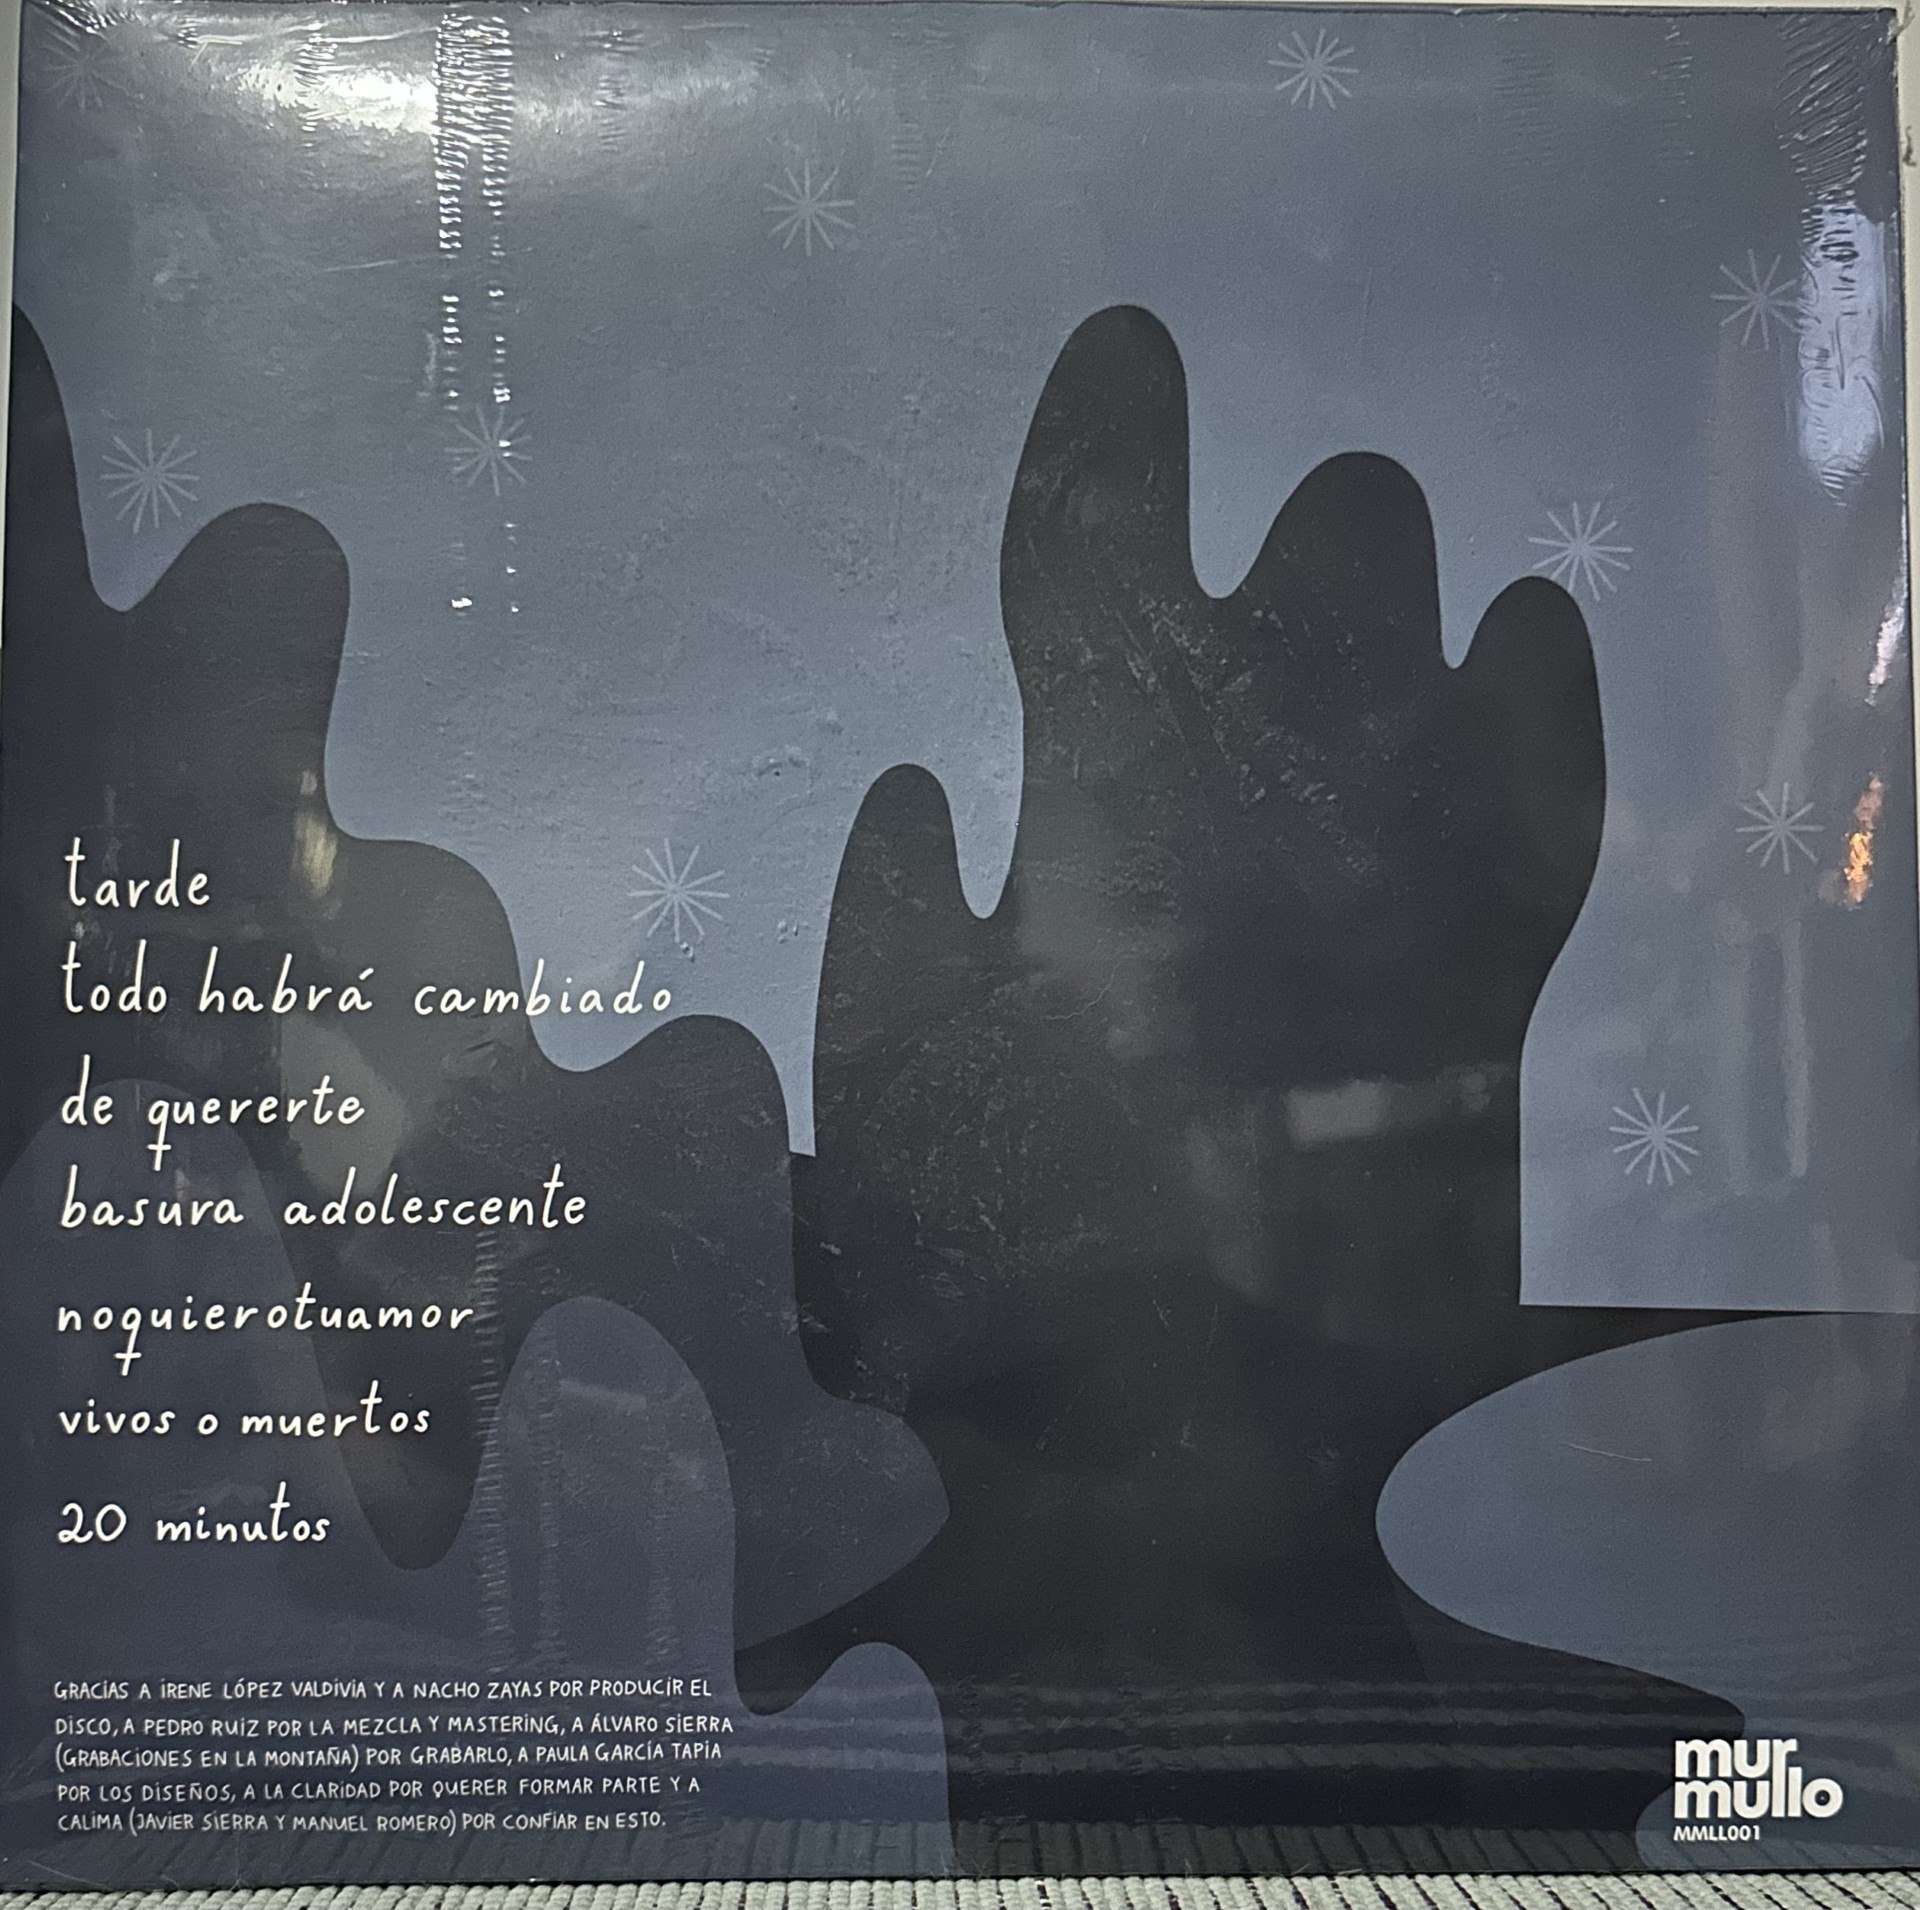 tarde
todo habrá cambiado
de quererte
basura adolescente
noquierotuamor
vivos o muertos
20 minutos
GRACIAS A IRENE LÓPEZ VALDIVIA Y A NACHO ZAYAS POR PRODUCIR EL
DISCO, A PEDRO RUIZ POR LA MEZCLA Y MASTERING, A ÁLVARO SIERRA
(GRABACIONES EN LA MONTAÑA) POR GRABARLO, A PAULA GARCÍA TAPIA
POR LOS DISEÑOS, A LA CLARIDAD POR QUERER FORMAR PARTE Y A
CALIMA (JAVIER SIERRA Y MANUEL ROMERO) POR CONFIAR EN ESTO.
mur
mullo
MMLL001